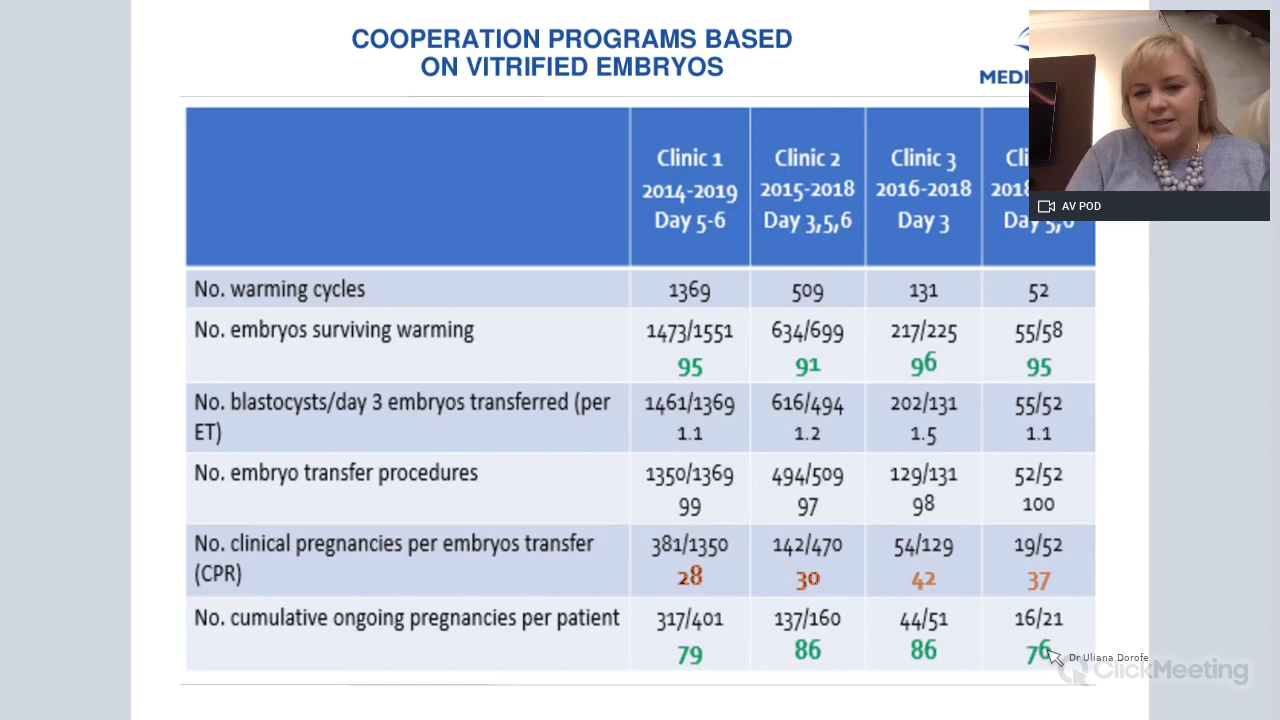 COOPERATION PROGRAMS BASED
ON VITRIFIED EMBRYOS
MEDI
Clinic 1
2014-2019
Day 5-6
Clinic 2
2015-2018
Day 3,5,6
Clinic 3
2016-2018
Day 3
AV POD
No. warming cycles 1369 509 131 52
No. embryos surviving warming 1473/1551 634/699 217/225 55/58
95 91 96 95
No. blastocysts/day 3 embryos transferred (per 1461/1369 616/494 202/131 55/52
ET) 1.1 1.2 1.5 1.1
No. embryo transfer procedures 1350/1369 494/509 129/131 52/52
99 97 98 100
No. clinical pregnancies per embryos transfer 381/1350 142/470 54/129 19/52
(CPR) 28 30 42 37
No. cumulative ongoing pregnancies per patient 317/401 137/160 44/51 16/21
79 86 86 76
Dr Uliana Dorofe
ClickMeeting